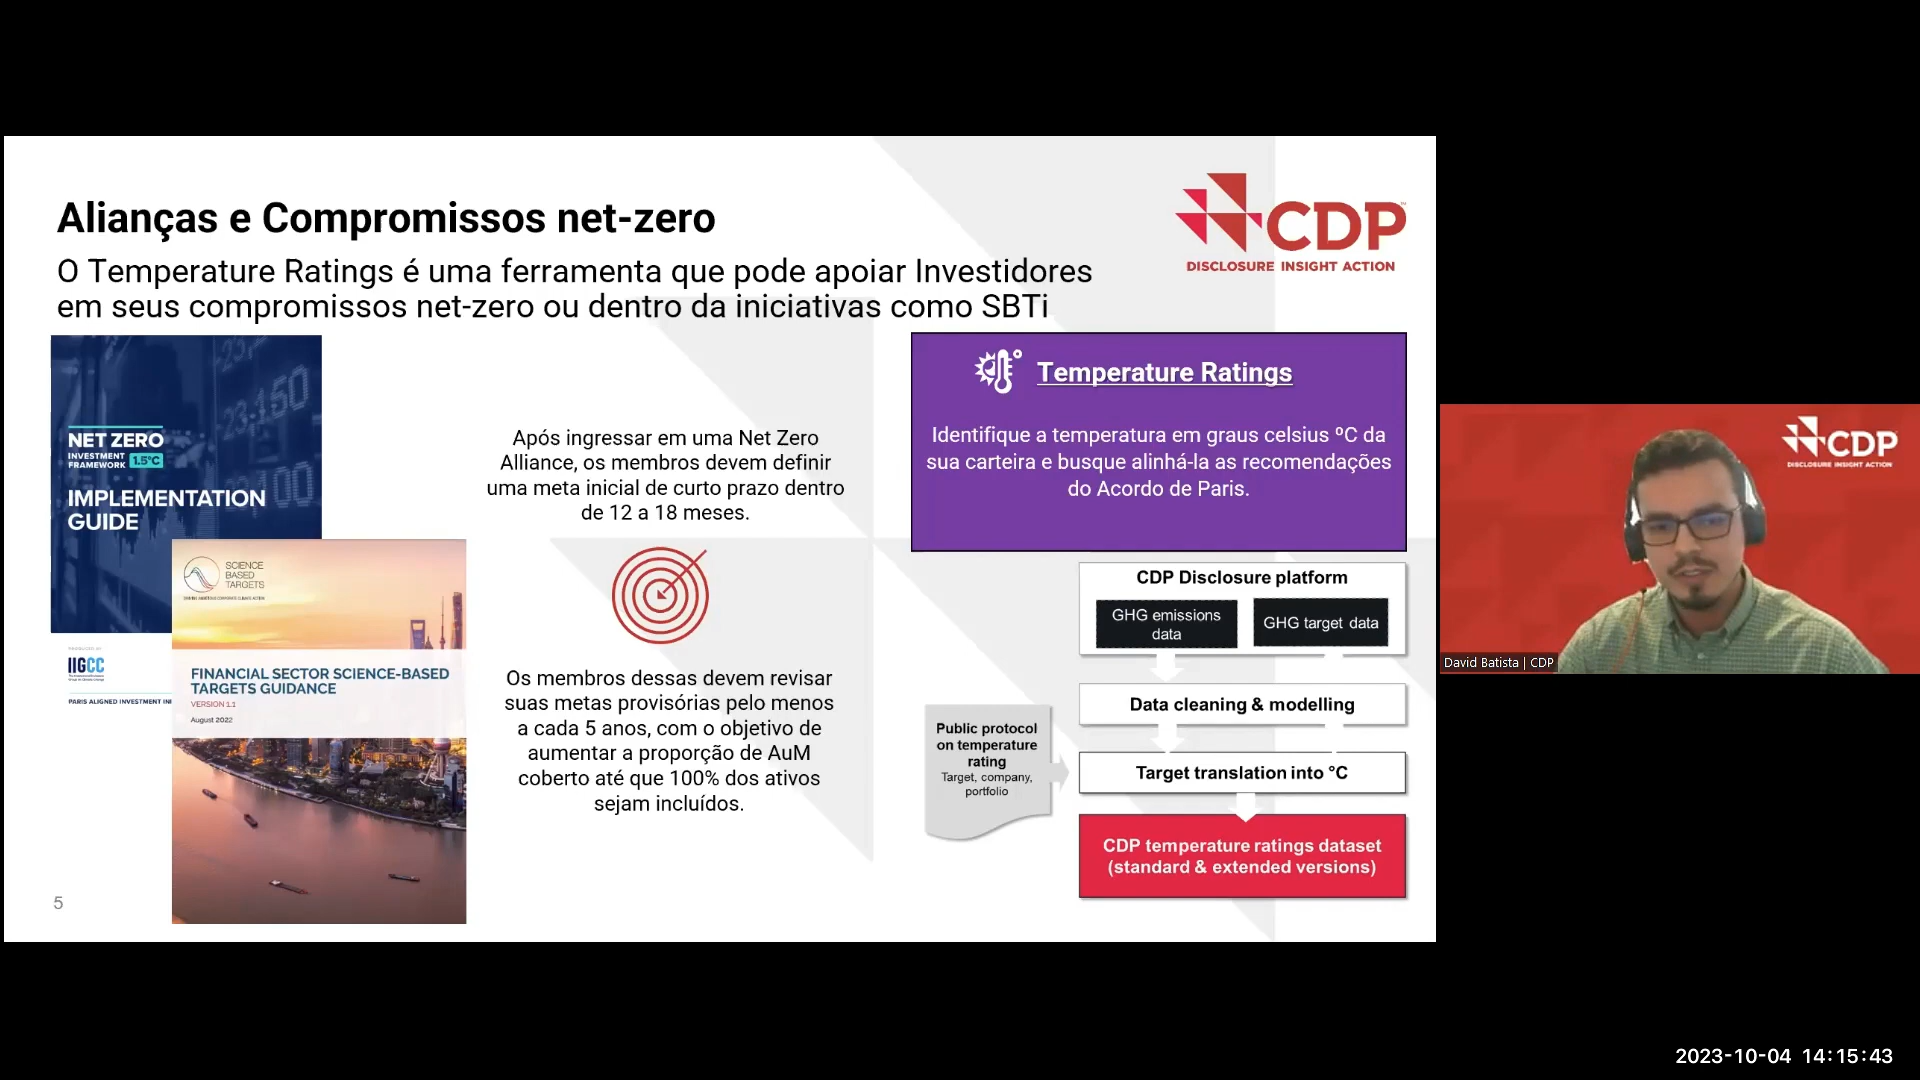 Alianças e Compromissos net-zero
O Temperature Ratings é uma ferramenta que pode apoiar Investidores
em seus compromissos net-zero ou dentro da iniciativas como SBTi
CDP
DISCLOSURE INSIGHT ACTION
NET ZERO
INVESTMENT
FRAMEWORK 1.5°C
IMPLEMENTATION
GUIDE
IIGCC
PARIS ALIGNED INVESTMENT INI
SCIENCE
BASED
TARGETS
FINANCIAL SECTOR SCIENCE-BASED
TARGETS GUIDANCE
VERSION 1.1
August 2022
Após ingressar em uma Net Zero
Alliance, os membros devem definir
uma meta inicial de curto prazo dentro
de 12 a 18 meses.
Os membros dessas devem revisar
suas metas provisórias pelo menos
a cada 5 anos, com o objetivo de
aumentar a proporção de AuM
coberto até que 100% dos ativos
sejam incluídos.
Temperature Ratings
Identifique a temperatura em graus celsius ºC da
sua carteira e busque alinhá-la as recomendações
do Acordo de Paris.
CDP Disclosure platform
GHG emissions
data
GHG target data
Data cleaning & modelling
Public protocol
on temperature
rating
Target, company,
portfolio
Target translation into °C
CDP temperature ratings dataset
(standard & extended versions)
5
CDP
DISCLOSURE INSIGHT ACTION
David Batista | CDP
2023-10-04 14:15:43